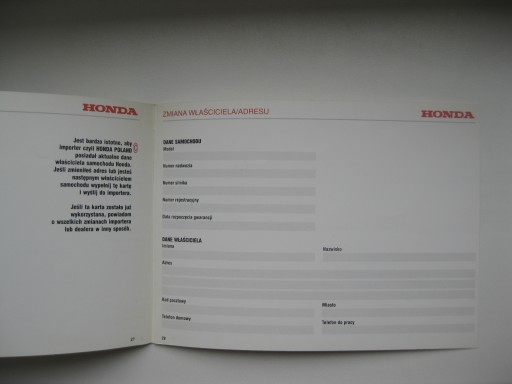 HONDA
Jest bardzo istotne, aby
importer czyli HONDA POLAND
posiadał aktualne dane
właściciela samochodu Honda.
Jeśli zmieniłeś adres lub jesteś
następnym właścicielem
samochodu wypełnij tę kartę
i wyślij do importera.
Jeśli ta karta została już
wykorzystana, powiadom
o wszelkich zmianach importera
lub dealera w inny sposób.
27
ZMIANA WŁAŚCICIELA/ADRESU
HONDA
DANE SAMOCHODU
Model
Numer nadwozia
Numer silnika
Numer rejestracyjny
Data rozpoczęcia gwarancji
DANE WŁAŚCICIELA
Imiona
Nazwisko
Adres
Kod pocztowy
Miasto
Telefon domowy
Telefon do pracy
28